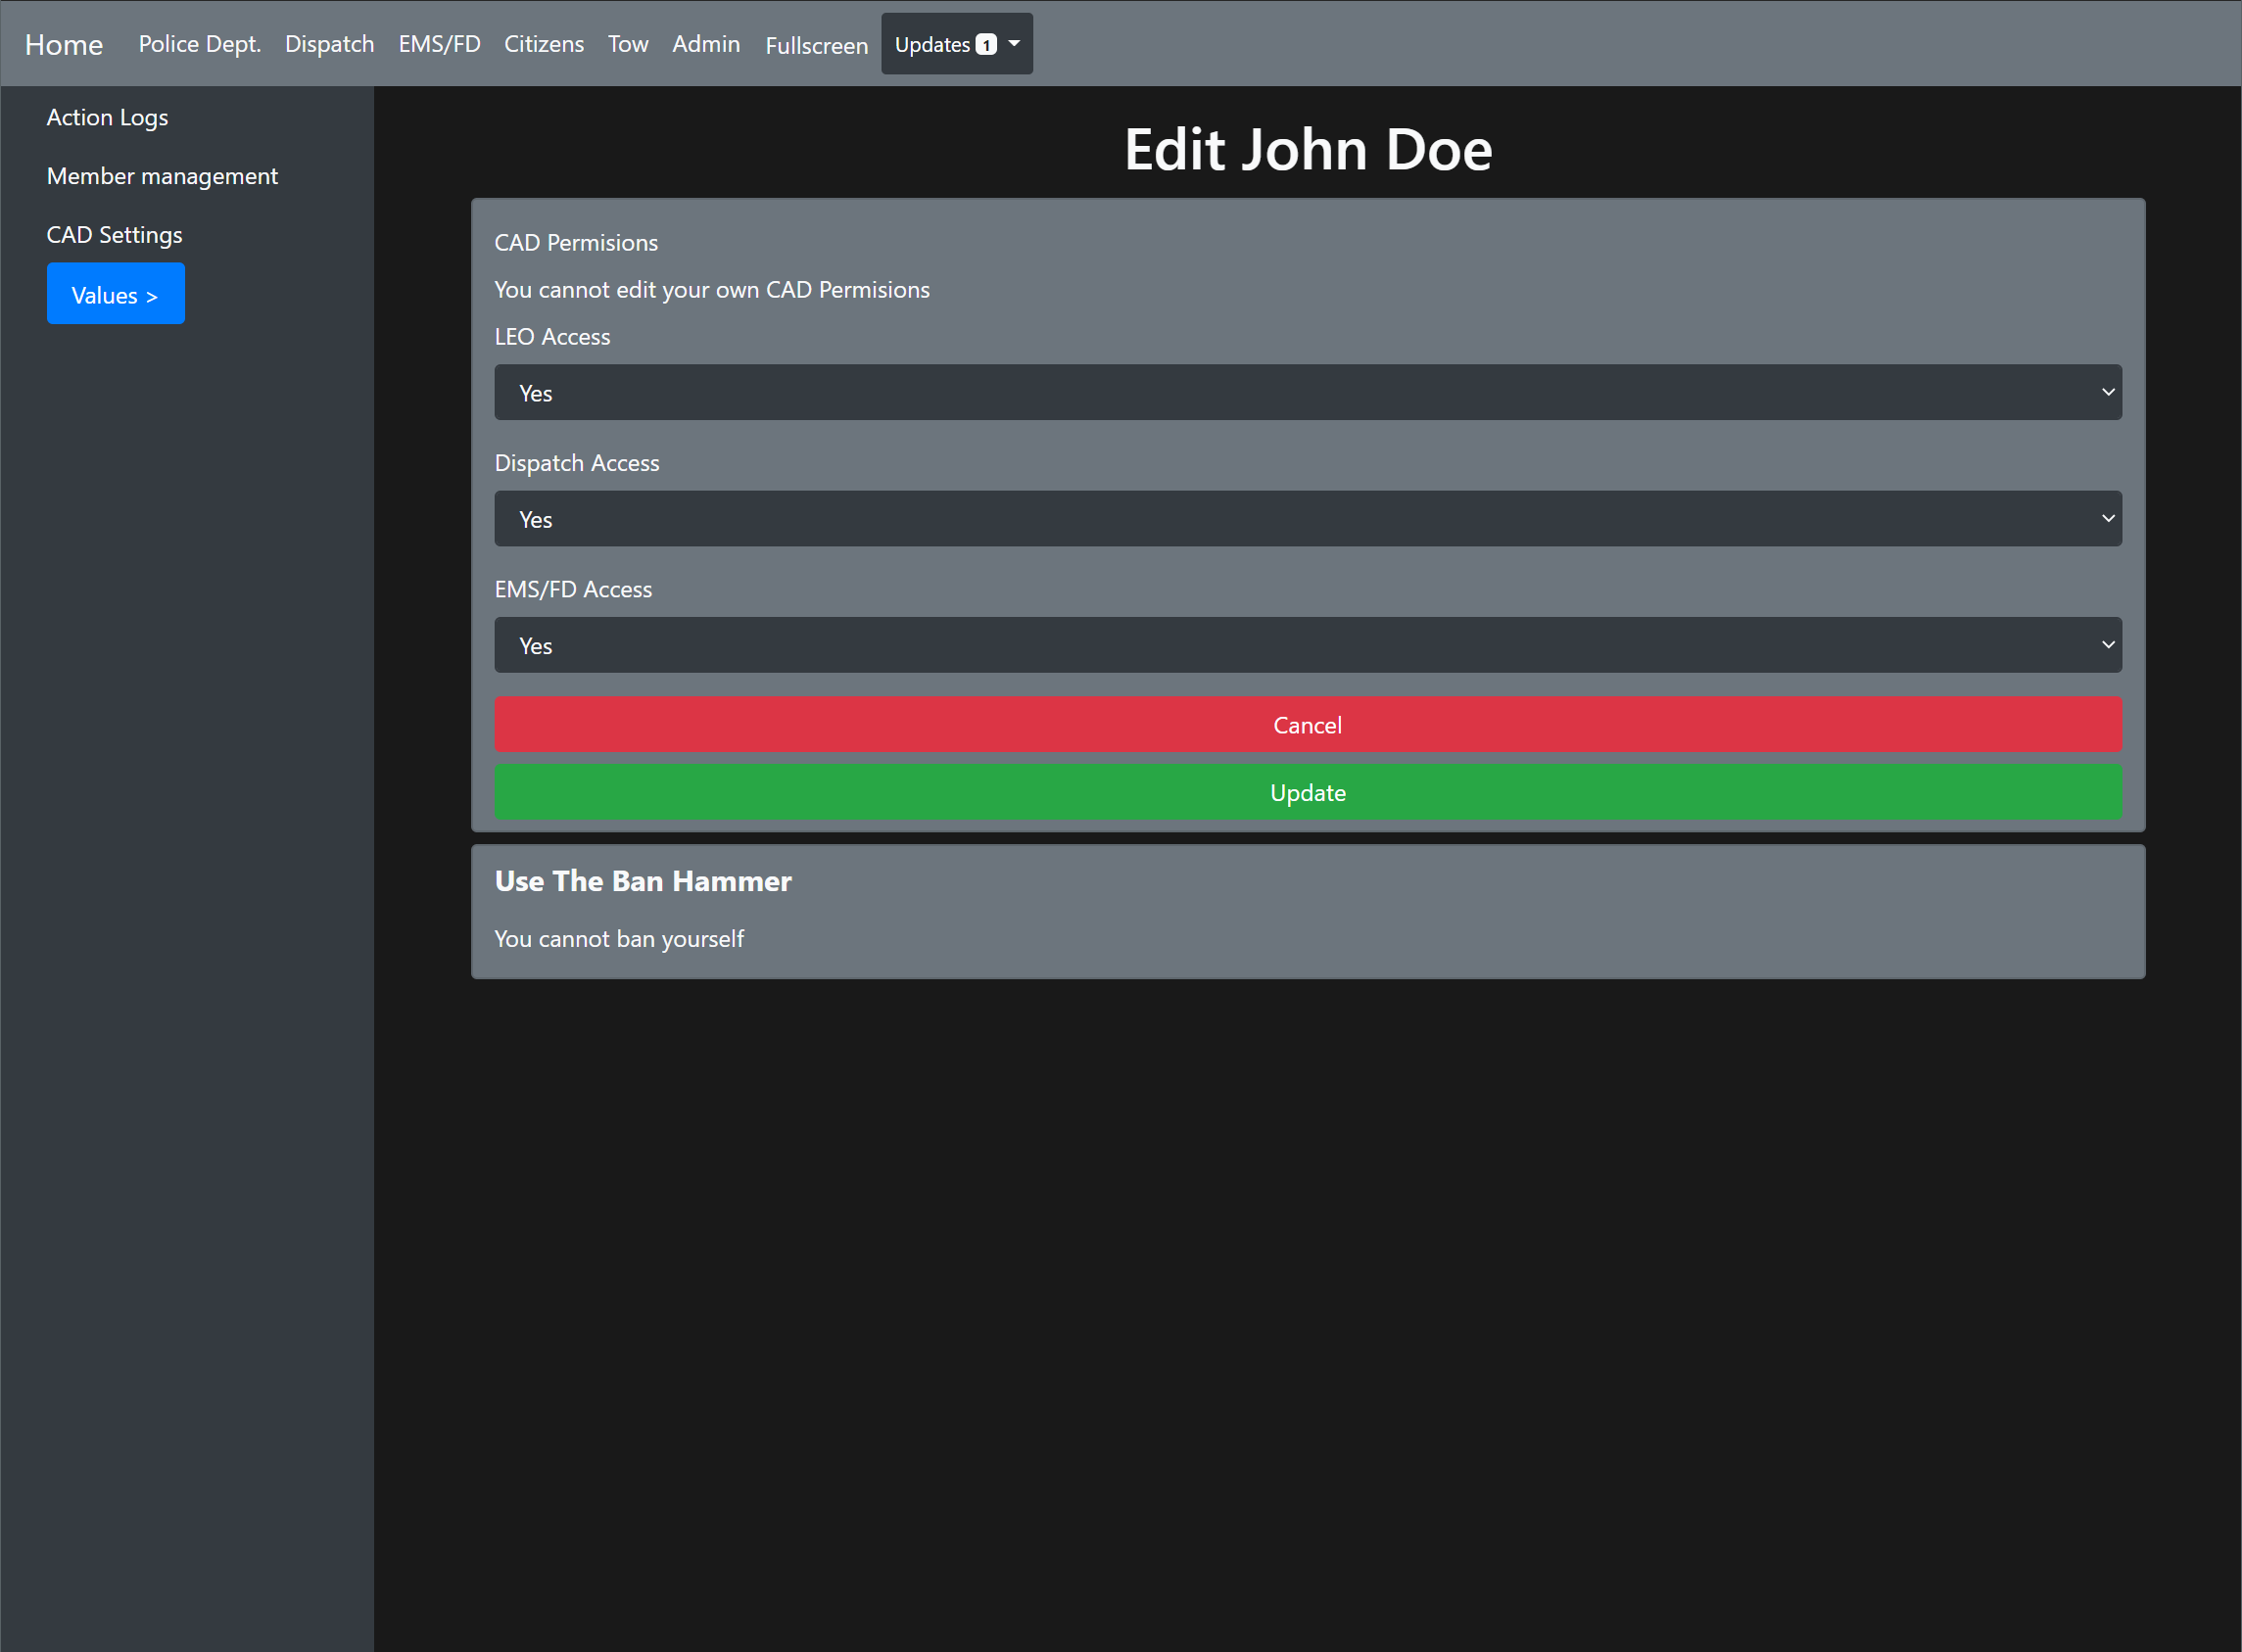 Home Police Dept. Dispatch EMS/FD Citizens Tow Admin Fullscreen Updates 1
Action Logs
Member management
CAD Settings
Values >
Edit John Doe
CAD Permisions
You cannot edit your own CAD Permisions
LEO Access
Yes
Dispatch Access
Yes
EMS/FD Access
Yes
Cancel
Update
Use The Ban Hammer
You cannot ban yourself